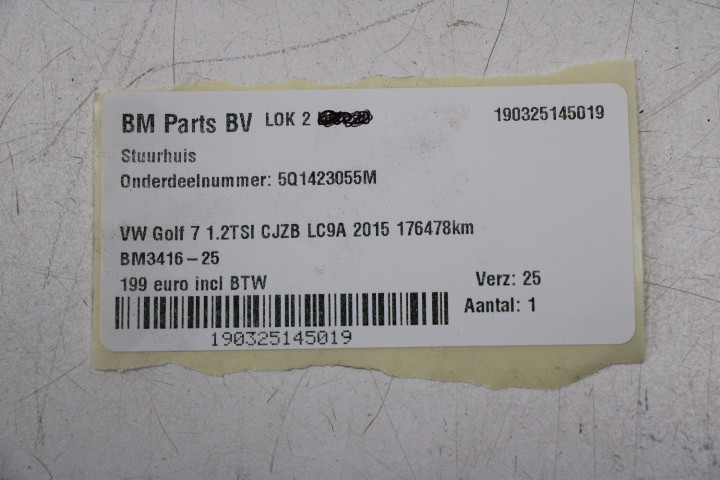 BM Parts BV LOK 2 190325145019
Stuurhuis
Onderdeelnummer: 5Q1423055M
VW Golf 7 1.2TSI CJZB LC9A 2015 176478km
BM3416-25
199 euro incl BTW Verz: 25
Aantal: 1
190325145019